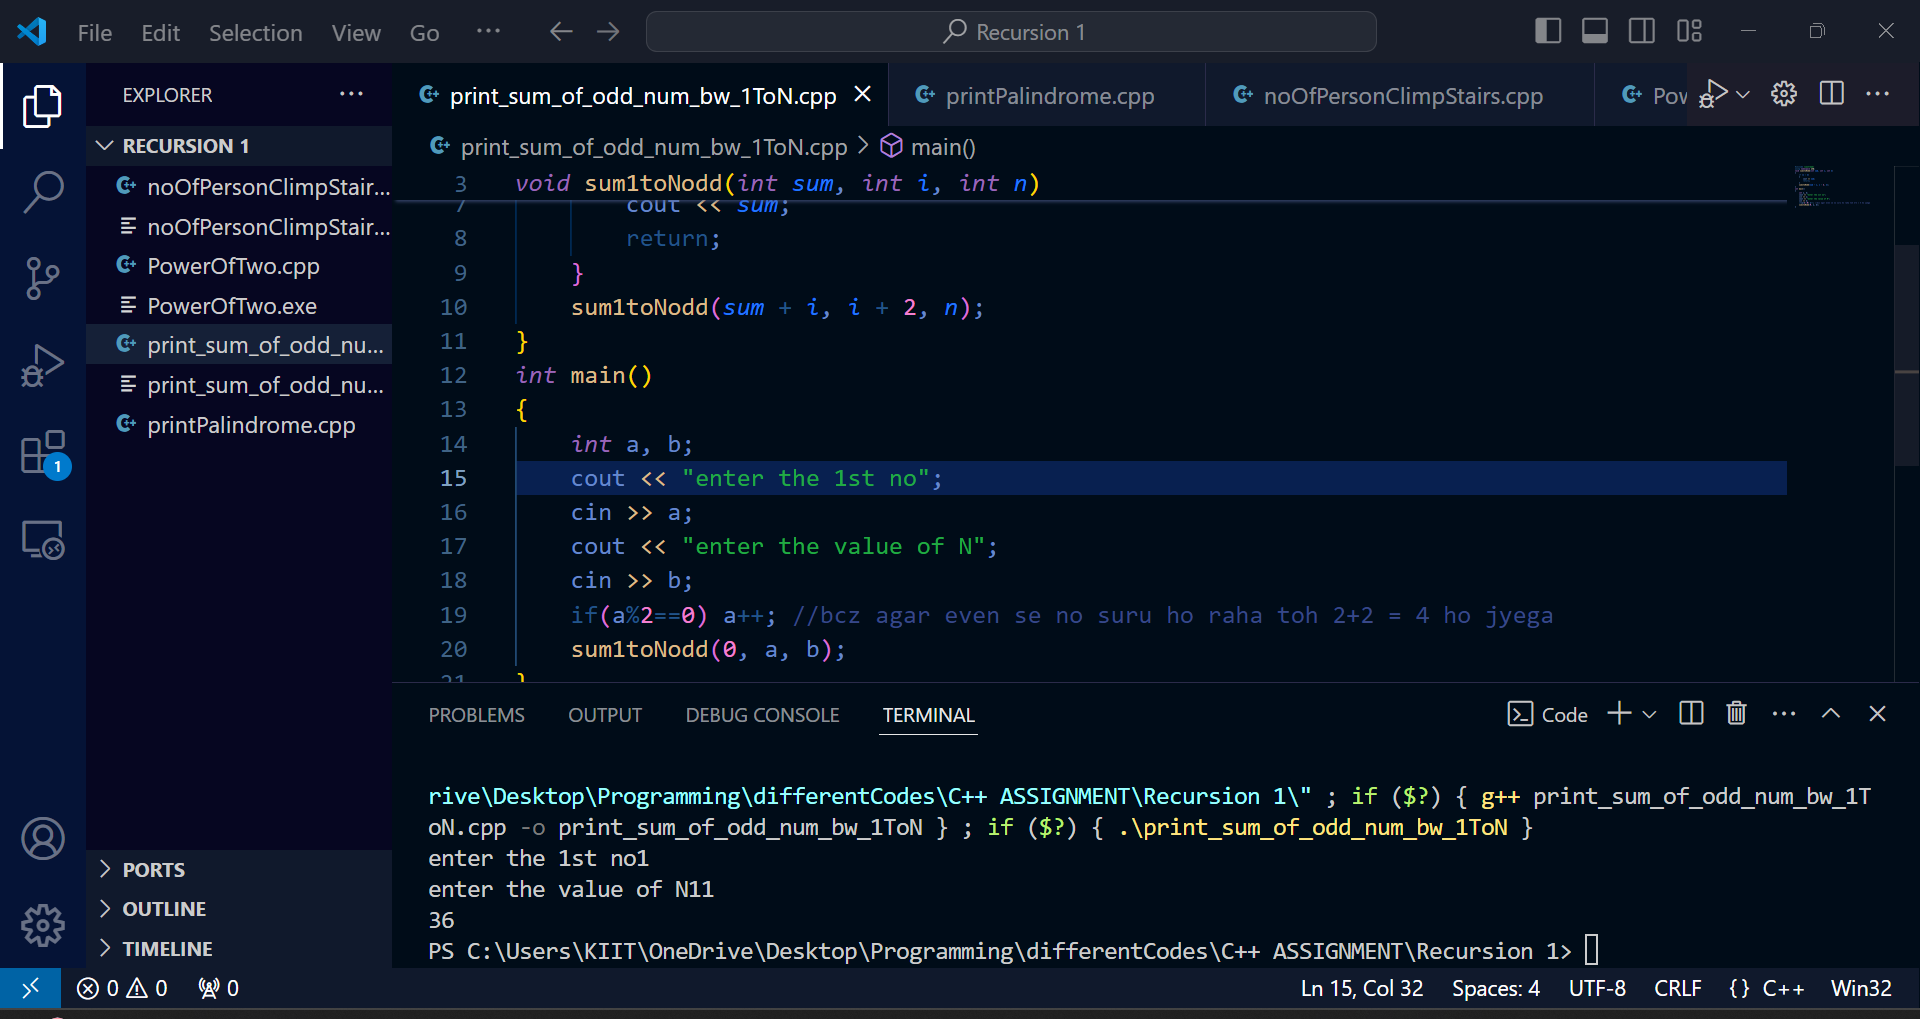 File Edit Selection View Go ··· Recursion 1
EXPLORER ···
print_sum_of_odd_num_bw_1ToN.cpp printPalindrome.cpp noOfPersonClimpStairs.cpp Pow
RECURSION 1
noOfPersonClimpStair...
noOfPersonClimpStair...
PowerOfTwo.cpp
PowerOfTwo.exe
print_sum_of_odd_nu...
print_sum_of_odd_nu...
printPalindrome.cpp
PORTS
OUTLINE
TIMELINE
print_sum_of_odd_num_bw_1ToN.cpp > main()
3 void sum1toNodd(int sum, int i, int n)
7 cout << sum;
8 return;
9 }
10 sum1toNodd(sum + i, i + 2, n);
11 }
12 int main()
13 {
14 int a, b;
15 cout << "enter the 1st no";
16 cin >> a;
17 cout << "enter the value of N";
18 cin >> b;
19 if(a%2==0) a++; //bcz agar even se no suru ho raha toh 2+2 = 4 ho jyega
20 sum1toNodd(0, a, b);
21 }
PROBLEMS OUTPUT DEBUG CONSOLE TERMINAL Code
rive\Desktop\Programming\differentCodes\C++ ASSIGNMENT\Recursion 1\" ; if ($?) { g++ print_sum_of_odd_num_bw_1T
oN.cpp -o print_sum_of_odd_num_bw_1ToN } ; if ($?) { .\print_sum_of_odd_num_bw_1ToN }
enter the 1st no1
enter the value of N11
36
PS C:\Users\KIIT\OneDrive\Desktop\Programming\differentCodes\C++ ASSIGNMENT\Recursion 1>
1
0 0 0 Ln 15, Col 32 Spaces: 4 UTF-8 CRLF {} C++ Win32